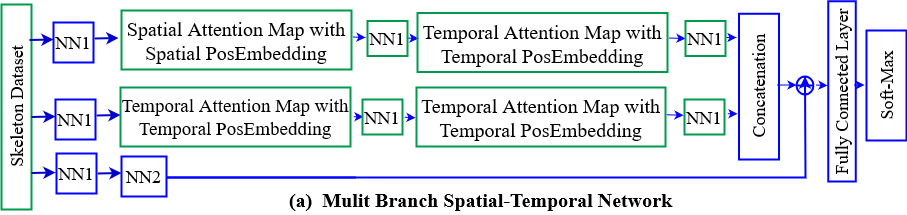 Skeleton Dataset
NN1
Spatial Attention Map with
Spatial PosEmbedding
NN1
Temporal Attention Map with
Temporal PosEmbedding
NN1
NN1
Temporal Attention Map with
Temporal PosEmbedding
NN1
Temporal Attention Map with
Temporal PosEmbedding
NN1
NN1
NN2
Concatenation
Fully Connected Layer
Soft-Max
(a) Mulit Branch Spatial-Temporal Network